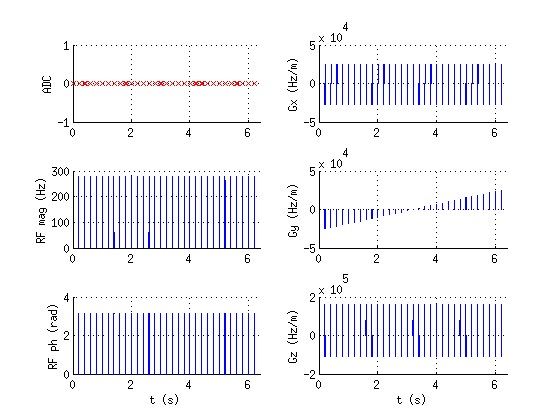 1
0
-1
ADC
0 2 4 6
x 10^4
5
0
-5
Gx (Hz/m)
0 2 4 6
300
200
100
0
RF mag (Hz)
0 2 4 6
x 10^4
5
0
-5
Gy (Hz/m)
0 2 4 6
4
2
0
RF ph (rad)
0 2 4 6
t (s)
x 10^5
2
0
-2
Gz (Hz/m)
0 2 4 6
t (s)